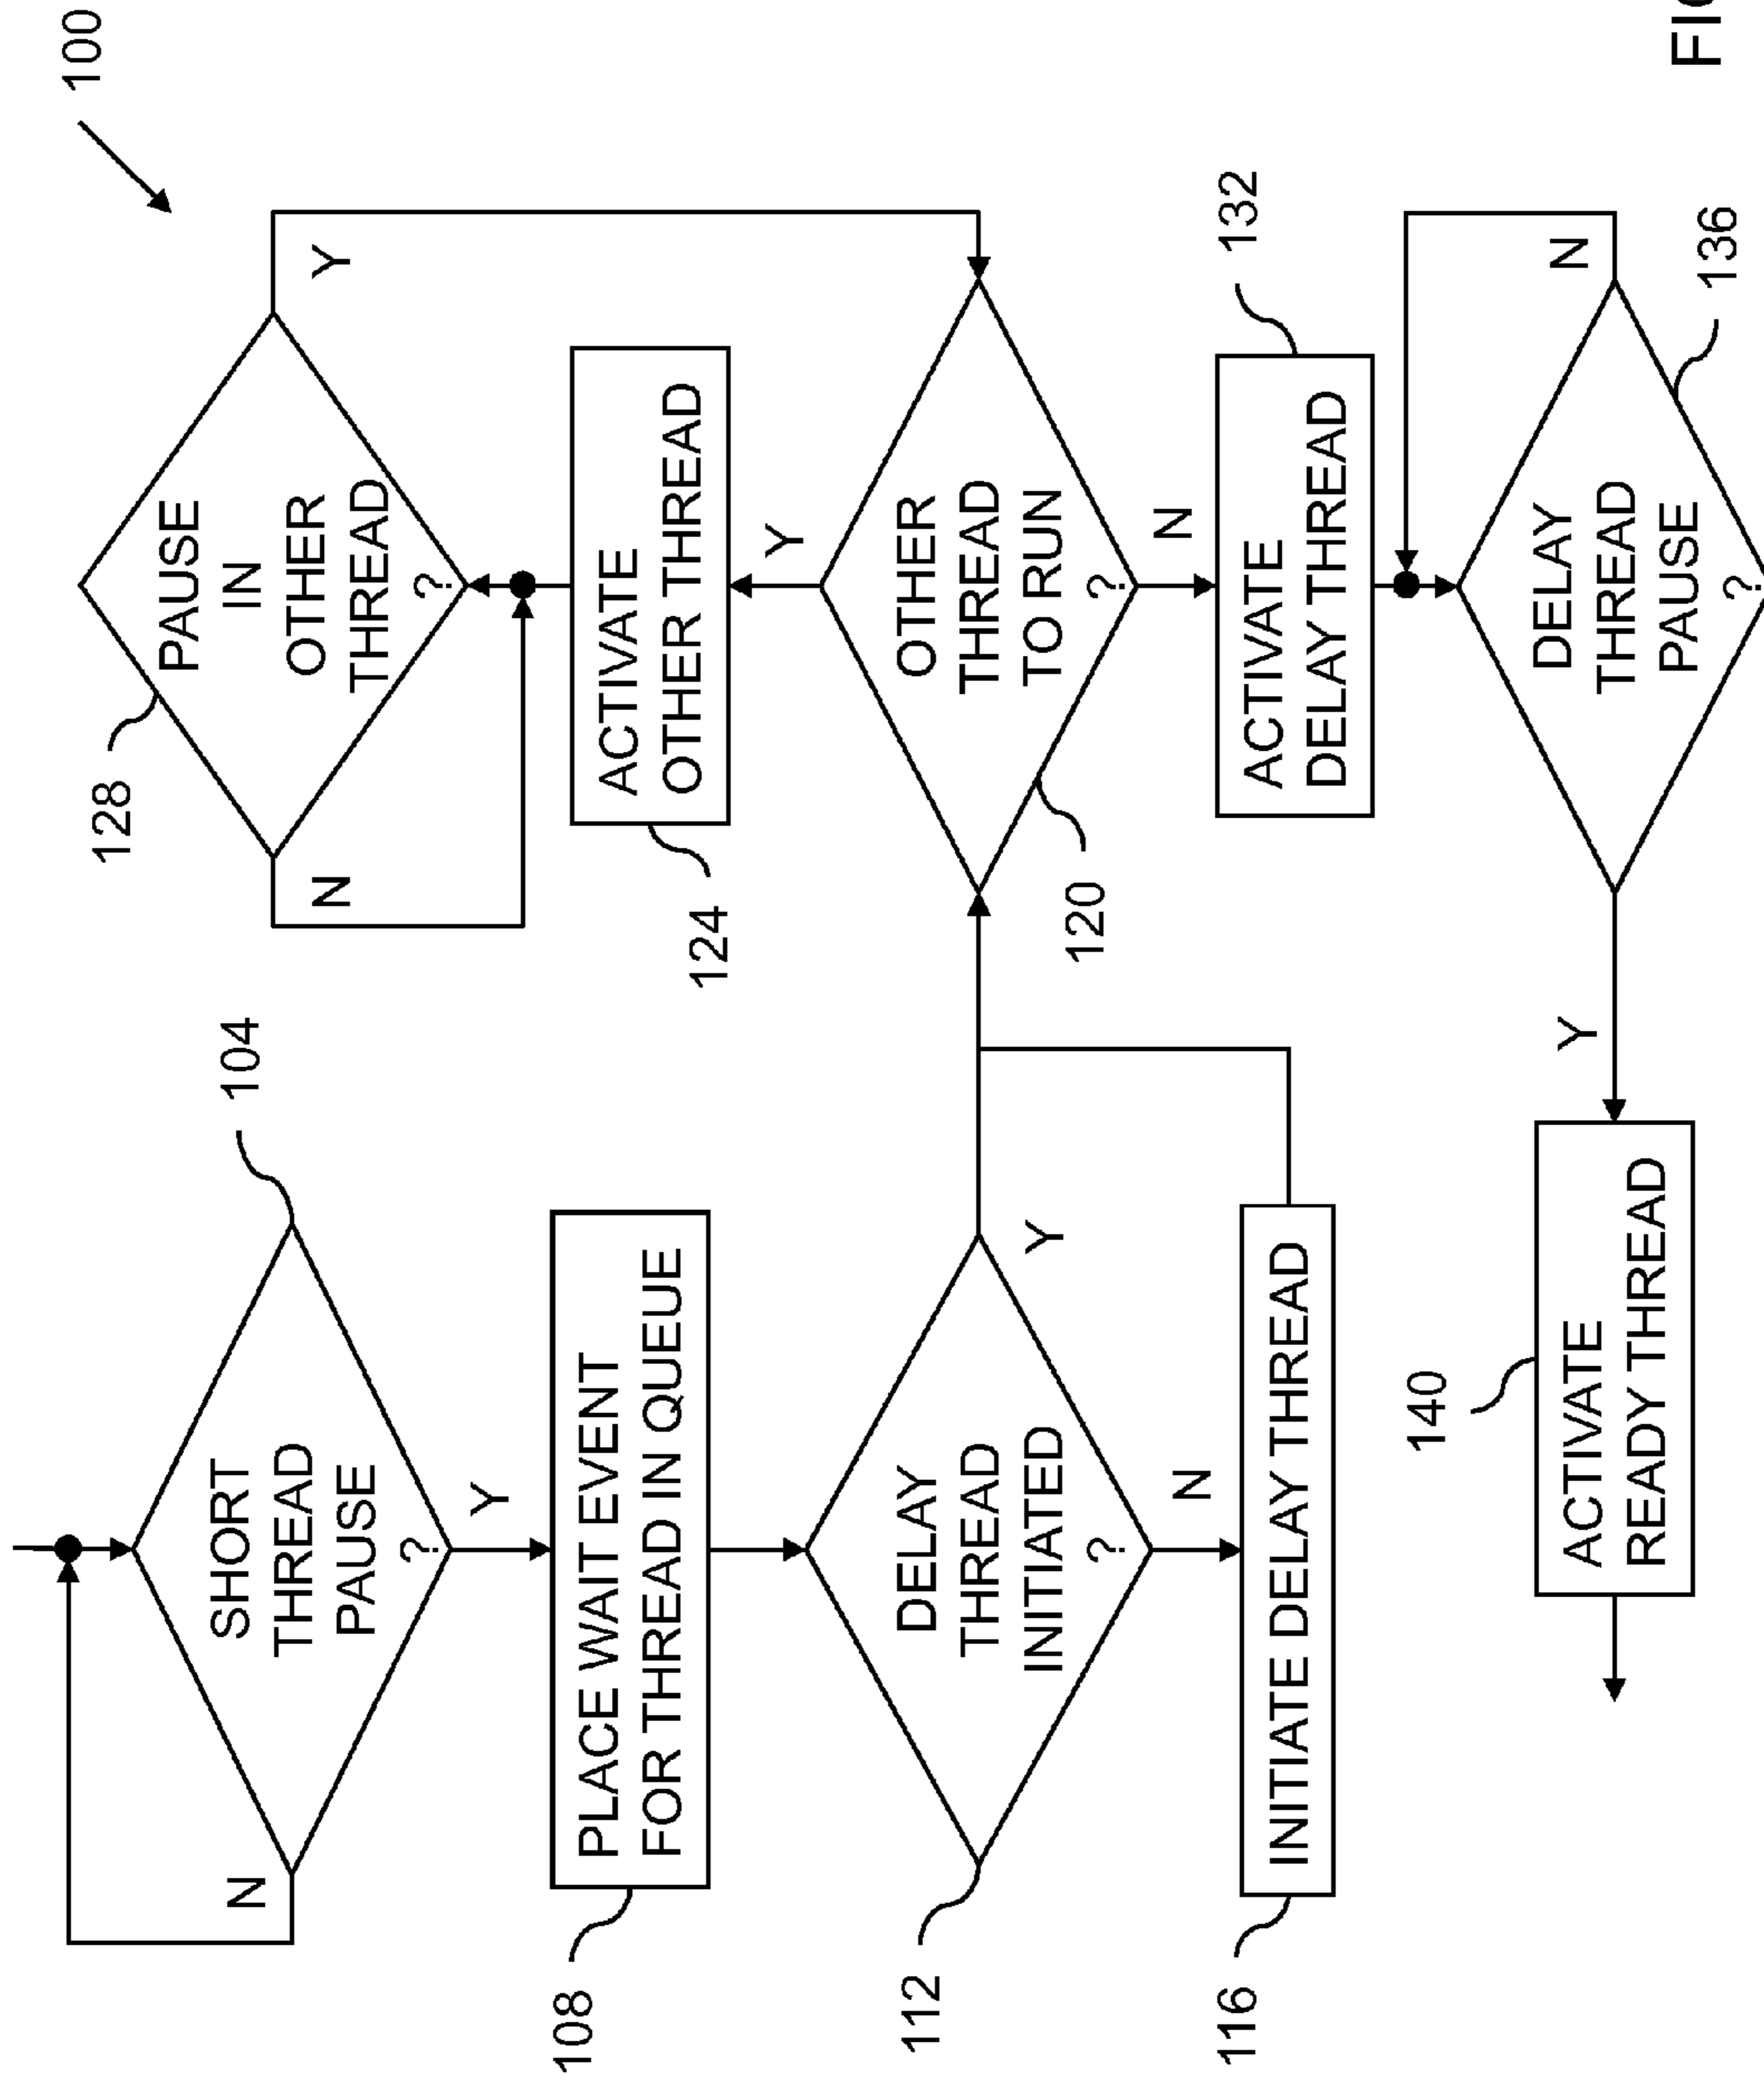 100
N
SHORT
THREAD
PAUSE
?
104
Y
108
PLACE WAIT EVENT
FOR THREAD IN QUEUE
112
DELAY
THREAD
INITIATED
?
Y
N
116
INITIATE DELAY THREAD
128
PAUSE
IN
OTHER
THREAD
?
N
Y
124
ACTIVATE
OTHER THREAD
Y
120
OTHER
THREAD
TO RUN
?
N
132
ACTIVATE
DELAY THREAD
N
136
DELAY
THREAD
PAUSE
?
Y
140
ACTIVATE
READY THREAD